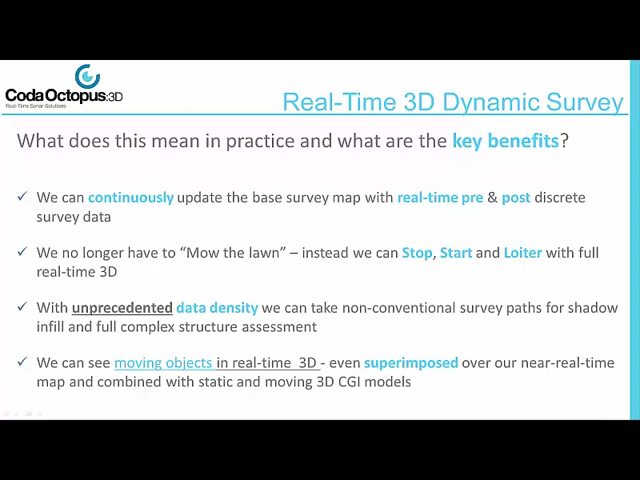 CodaOctopus:3D
Real-Time Sonar Solutions
Real-Time 3D Dynamic Survey
What does this mean in practice and what are the key benefits?
✓ We can continuously update the base survey map with real-time pre & post discrete
survey data
✓ We no longer have to “Mow the lawn” – instead we can Stop, Start and Loiter with full
real-time 3D
✓ With unprecedented data density we can take non-conventional survey paths for shadow
infill and full complex structure assessment
✓ We can see moving objects in real-time 3D - even superimposed over our near-real-time
map and combined with static and moving 3D CGI models